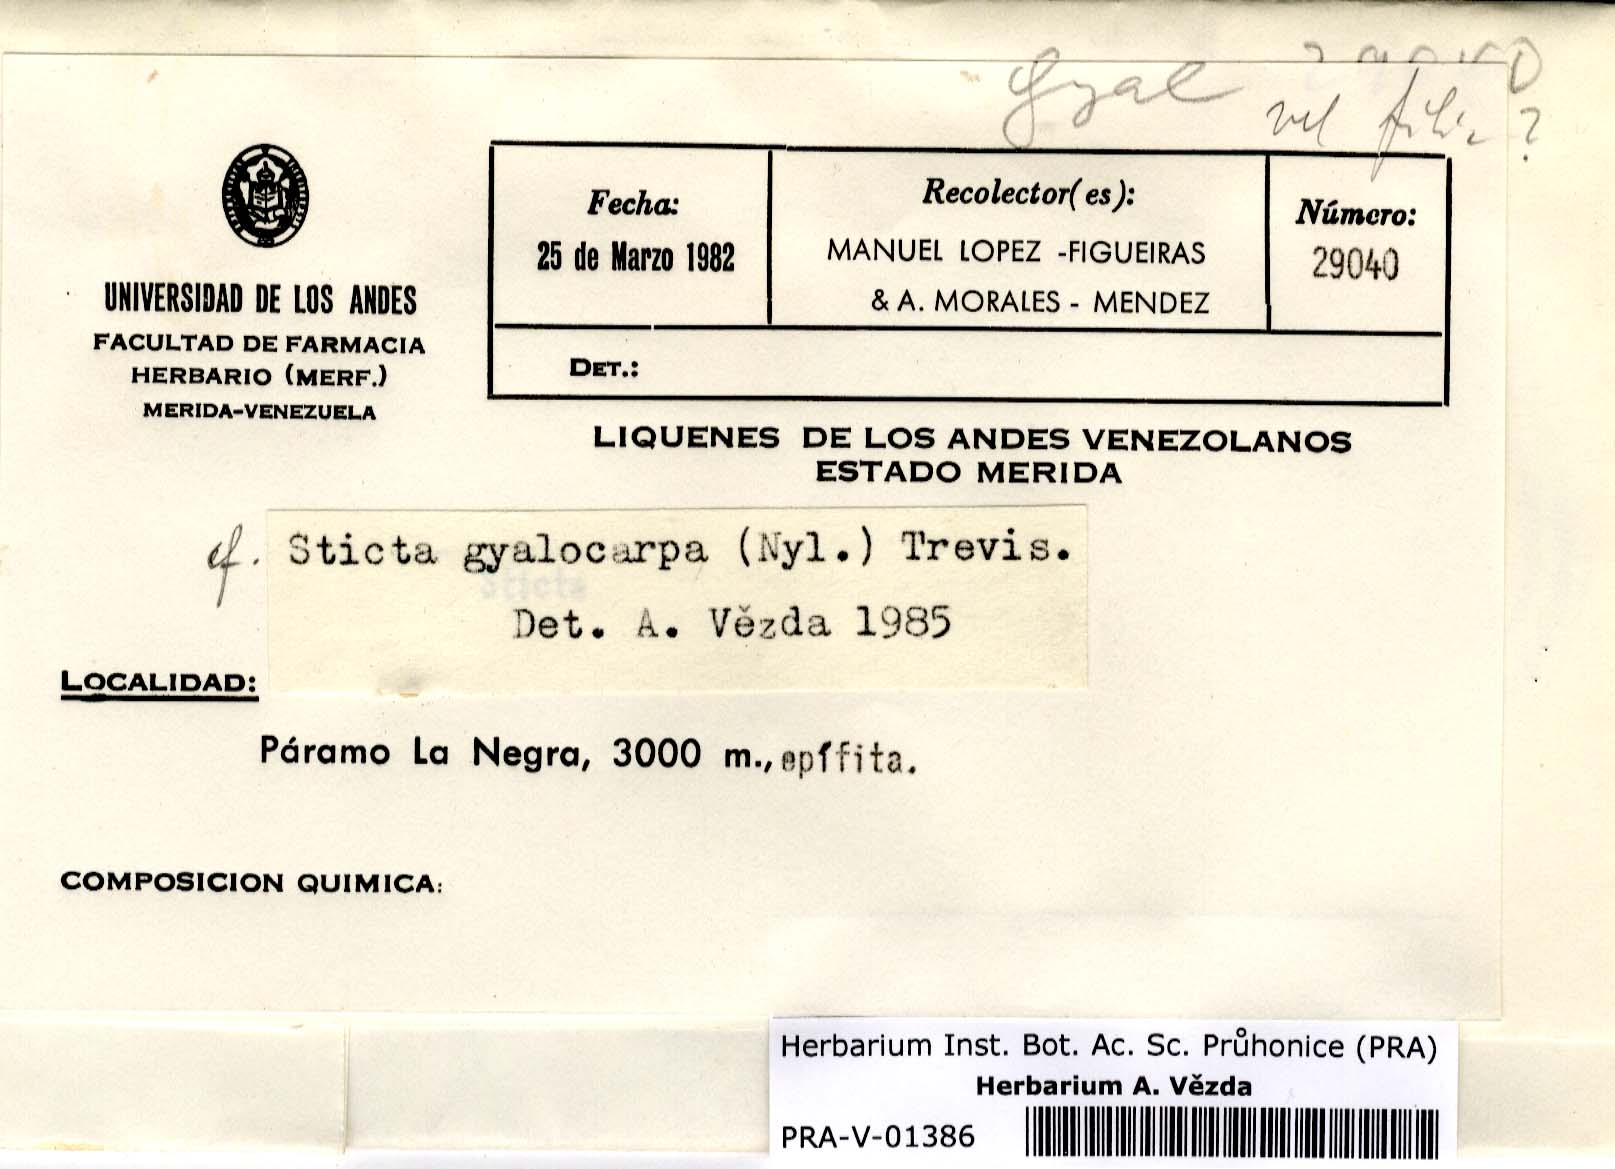 Gyal
vel
UNIVERSIDAD DE LOS ANDES
FACULTAD DE FARMACIA
HERBARIO (MERF.)
MERIDA-VENEZUELA
Fecha:
25 de Marzo 1982
Recolector(es):
MANUEL LOPEZ -FIGUEIRAS
& A. MORALES - MENDEZ
Número:
29040
DET.:
LIQUENES DE LOS ANDES VENEZOLANOS
ESTADO MERIDA
cf. Sticta gyalocarpa (Nyl.) Trevis.
Sticta
Det. A. Vězda 1985
LOCALIDAD:
Páramo La Negra, 3000 m., epífita.
COMPOSICION QUIMICA:
Herbarium Inst. Bot. Ac. Sc. Průhonice (PRA)
Herbarium A. Vězda
PRA-V-01386